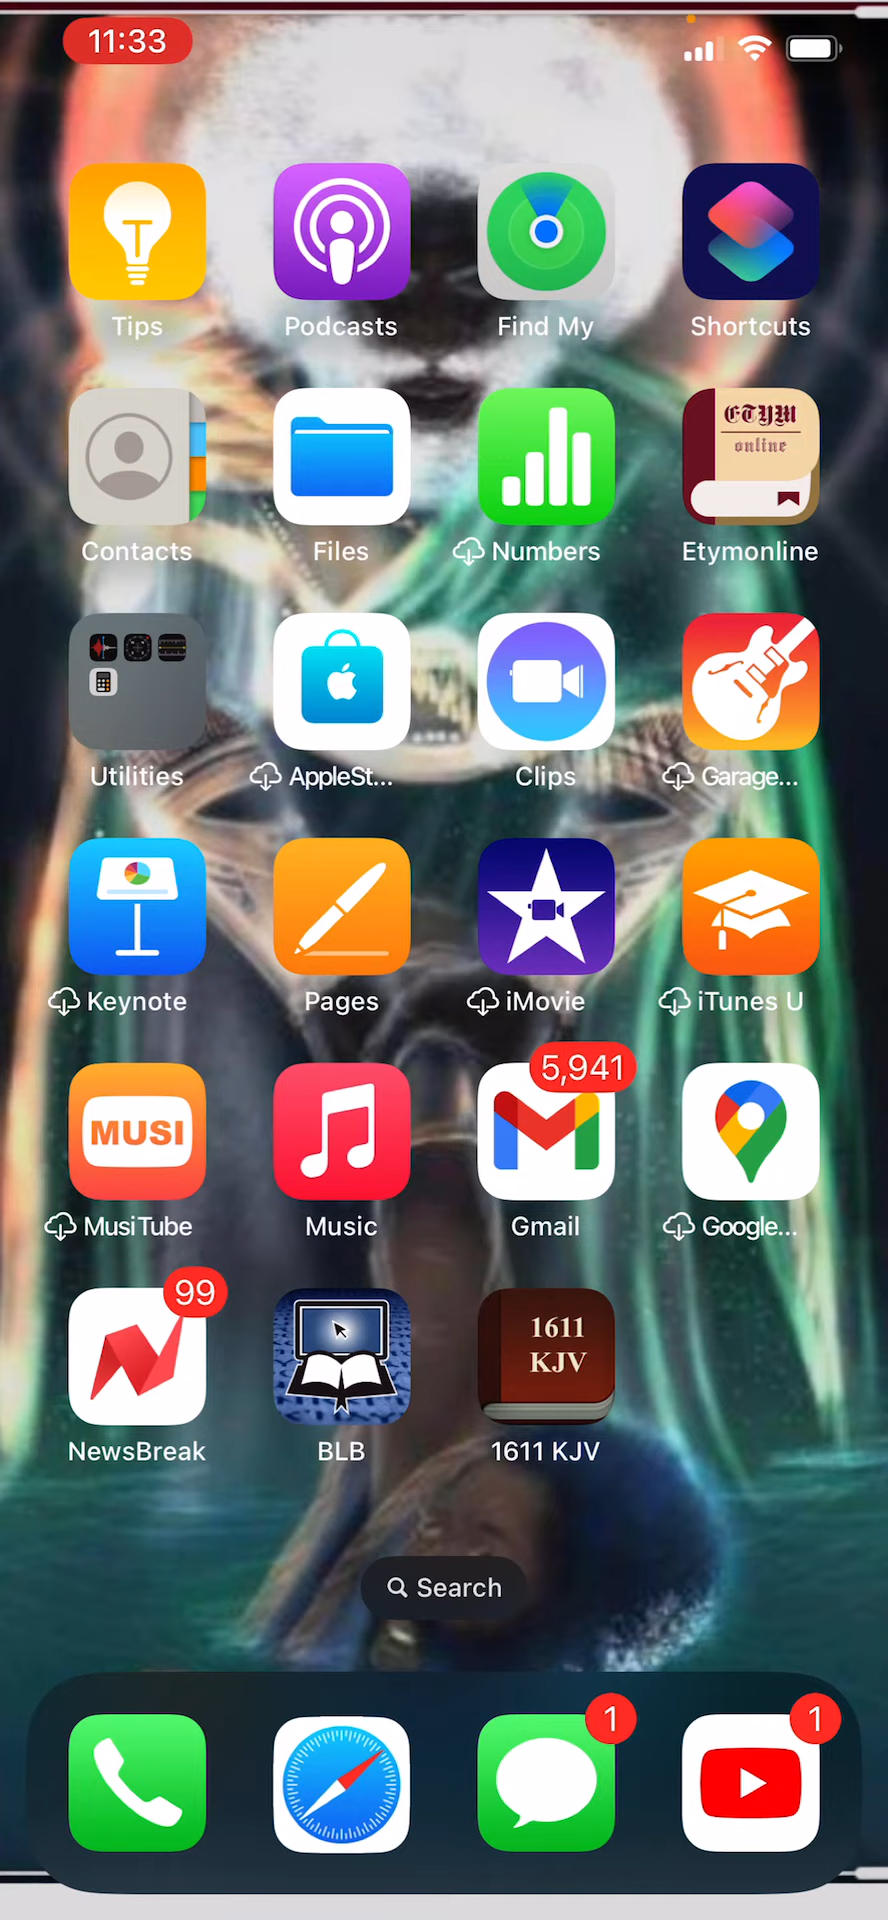 11:33
Tips Podcasts Find My Shortcuts
ETYM
online
Contacts Files Numbers Etymonline
Utilities AppleSt... Clips Garage...
Keynote Pages iMovie iTunes U
5,941
MUSI
MusiTube Music Gmail Google...
99
1611
KJV
NewsBreak BLB 1611 KJV
Search
1 1